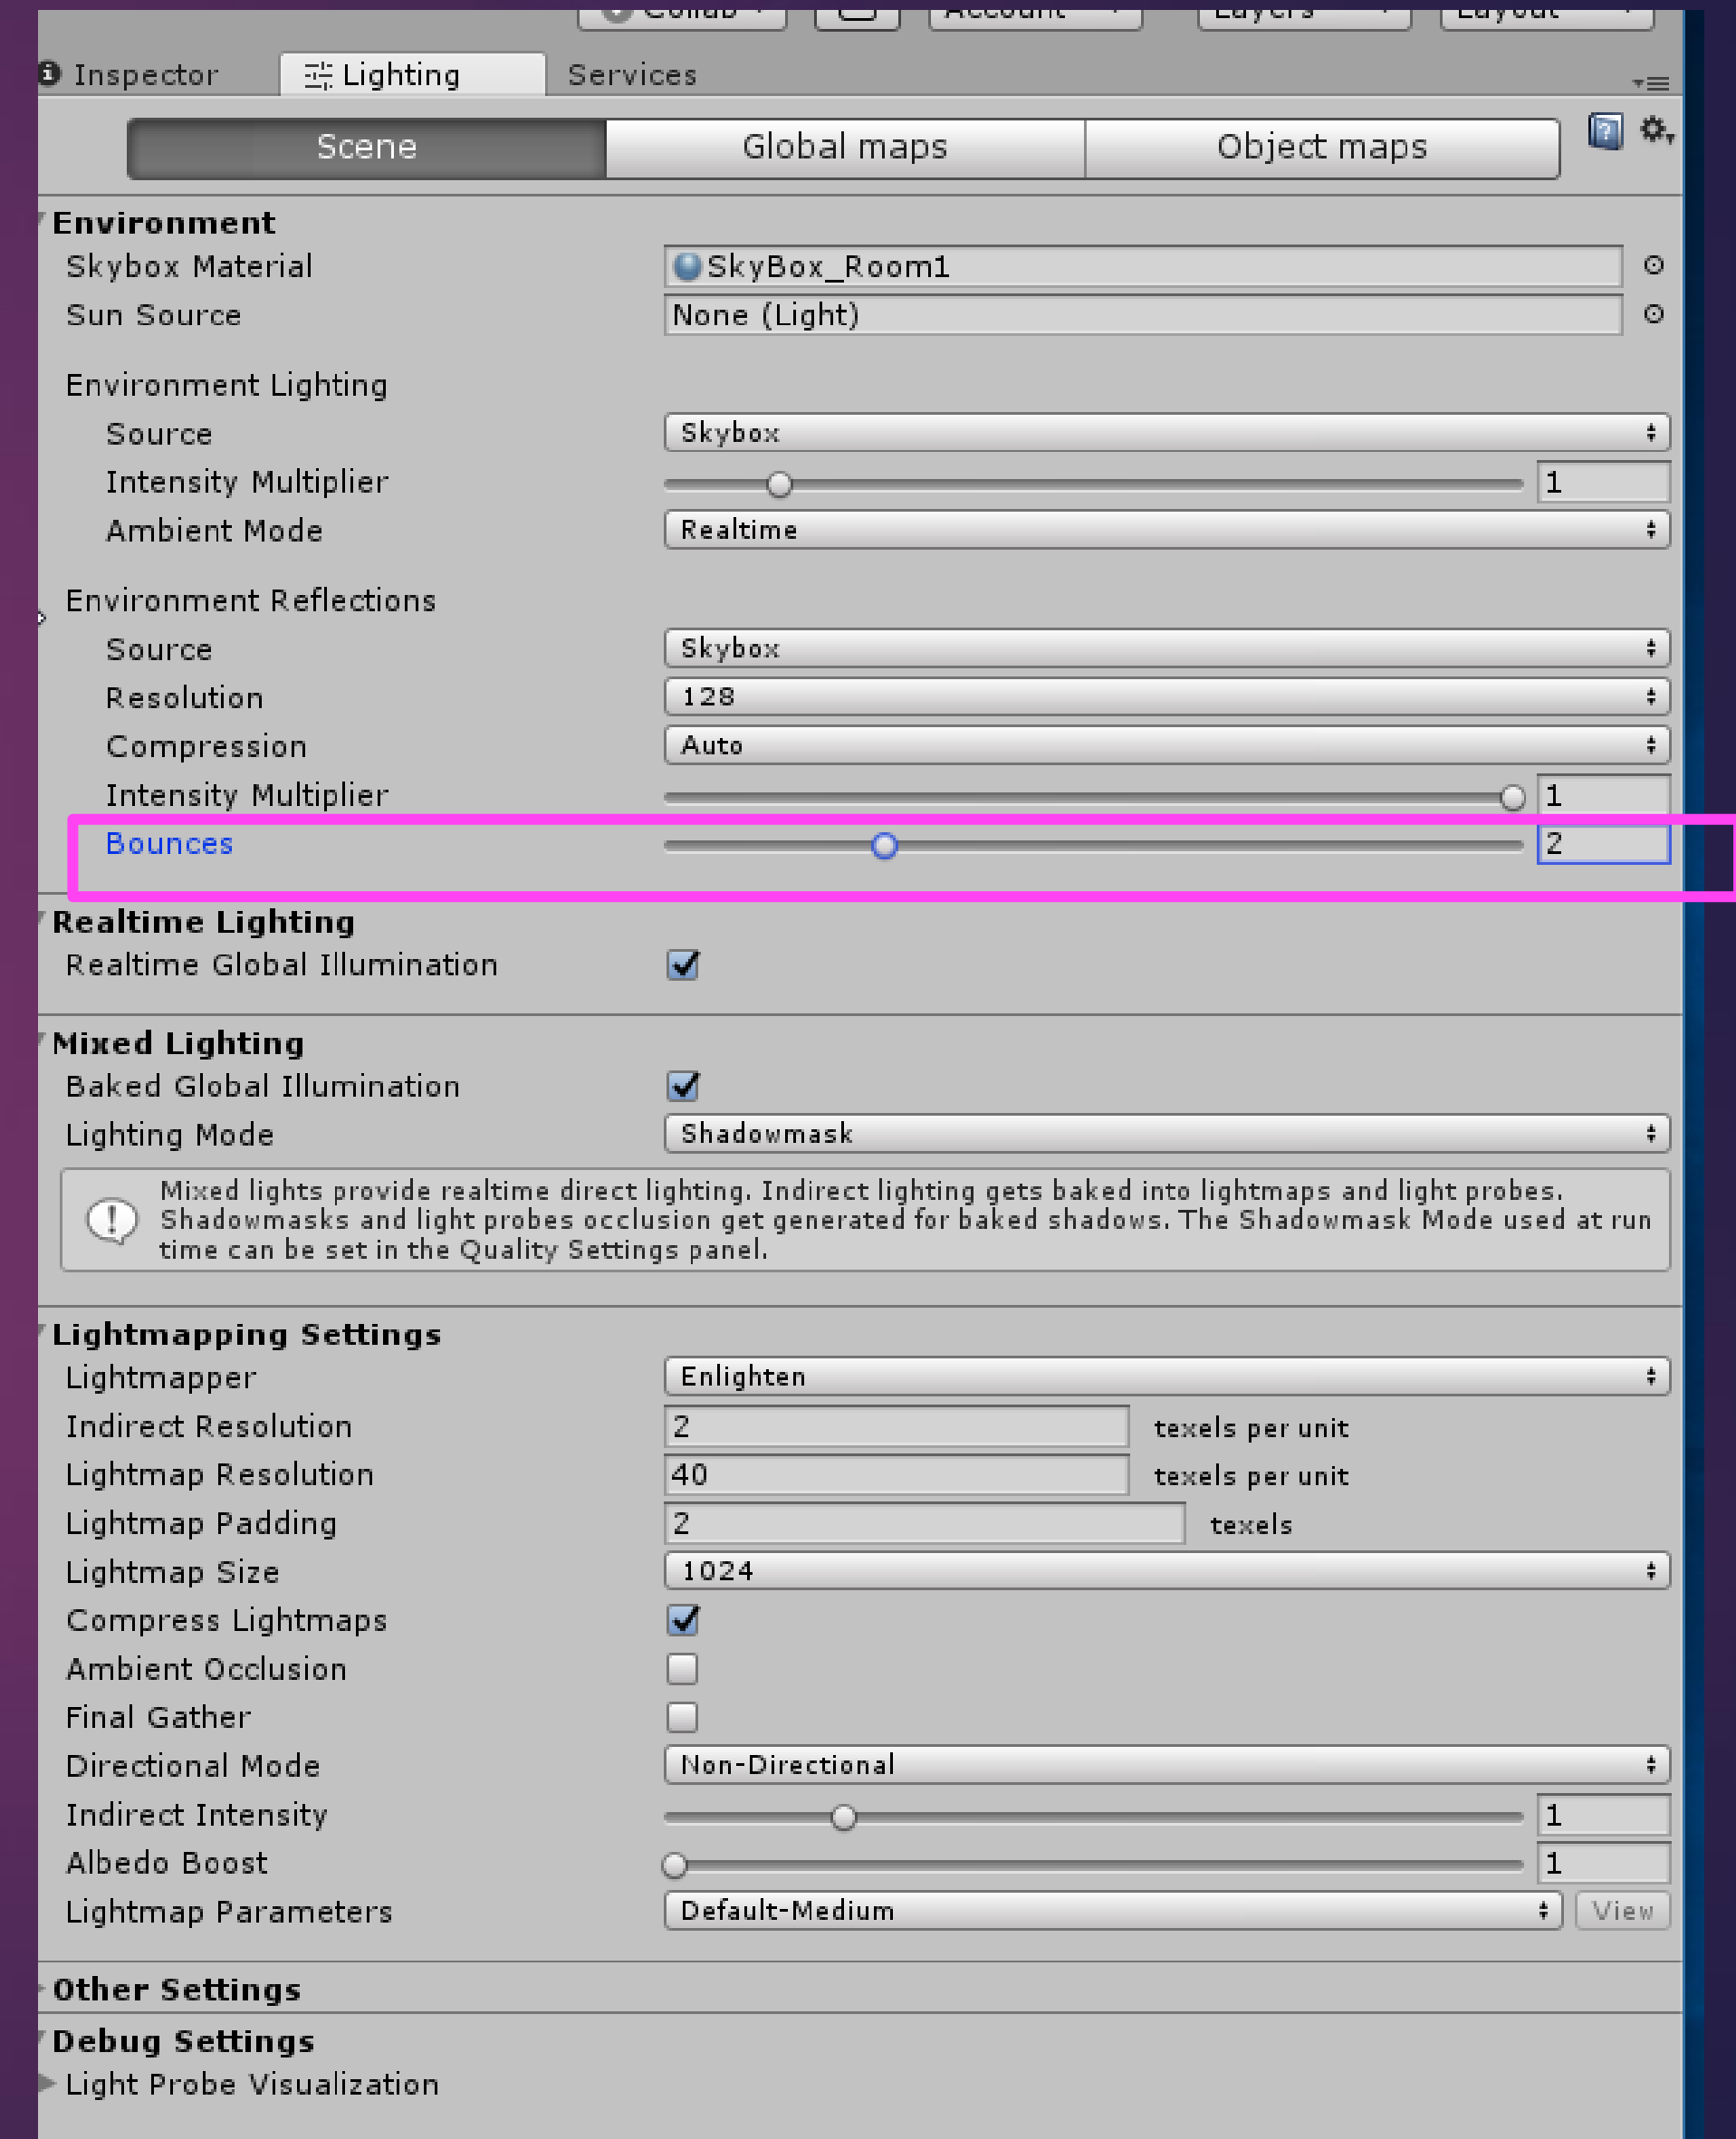 Collab
Account
Layers
Layout
Inspector
Lighting
Services
Scene
Global maps
Object maps
Environment
Skybox Material
SkyBox_Room1
Sun Source
None (Light)
Environment Lighting
Source
Skybox
Intensity Multiplier
1
Ambient Mode
Realtime
Environment Reflections
Source
Skybox
Resolution
128
Compression
Auto
Intensity Multiplier
1
Bounces
2
Realtime Lighting
Realtime Global Illumination
Mixed Lighting
Baked Global Illumination
Lighting Mode
Shadowmask
Mixed lights provide realtime direct lighting. Indirect lighting gets baked into lightmaps and light probes.
Shadowmasks and light probes occlusion get generated for baked shadows. The Shadowmask Mode used at run
time can be set in the Quality Settings panel.
Lightmapping Settings
Lightmapper
Enlighten
Indirect Resolution
2
texels per unit
Lightmap Resolution
40
texels per unit
Lightmap Padding
2
texels
Lightmap Size
1024
Compress Lightmaps
Ambient Occlusion
Final Gather
Directional Mode
Non-Directional
Indirect Intensity
1
Albedo Boost
1
Lightmap Parameters
Default-Medium
View
Other Settings
Debug Settings
Light Probe Visualization